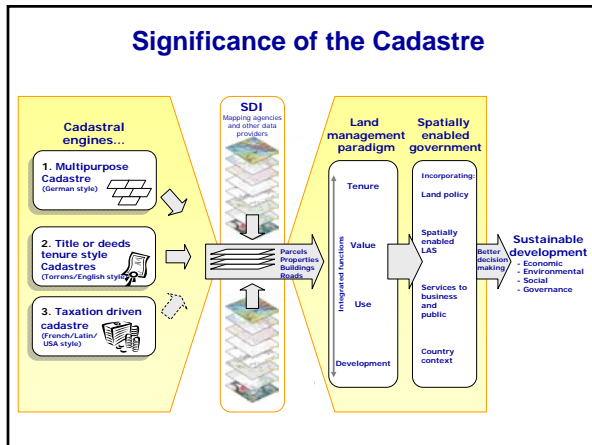 Significance of the Cadastre
Cadastral
engines...
1. Multipurpose
Cadastre
(German style)
2. Title or deeds
tenure style
Cadastres
(Torrens/English style)
3. Taxation driven
cadastre
(French/Latin/
USA style)
SDI
Mapping agencies
and other data
providers
Parcels
Properties
Buildings
Roads
Land
management
paradigm
Integrated functions
Tenure
Value
Use
Development
Spatially
enabled
government
Incorporating:
Land policy
Spatially
enabled
LAS
Services to
business
and
public
Country
context
Better
decision
making
Sustainable
development
- Economic
- Environmental
- Social
- Governance